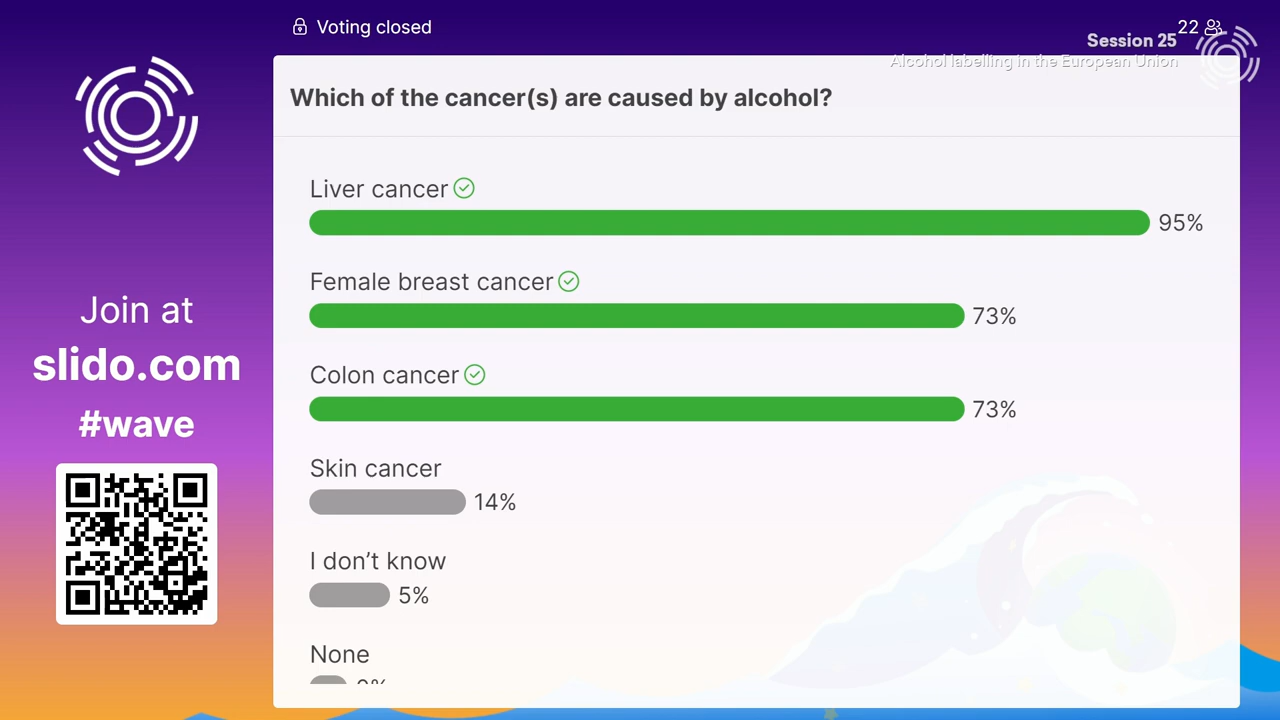 Voting closed
22
Session 25
Alcohol labelling in the European Union
Which of the cancer(s) are caused by alcohol?
Liver cancer
95%
Female breast cancer
73%
Colon cancer
73%
Skin cancer
14%
I don’t know
5%
None
Join at
slido.com
#wave